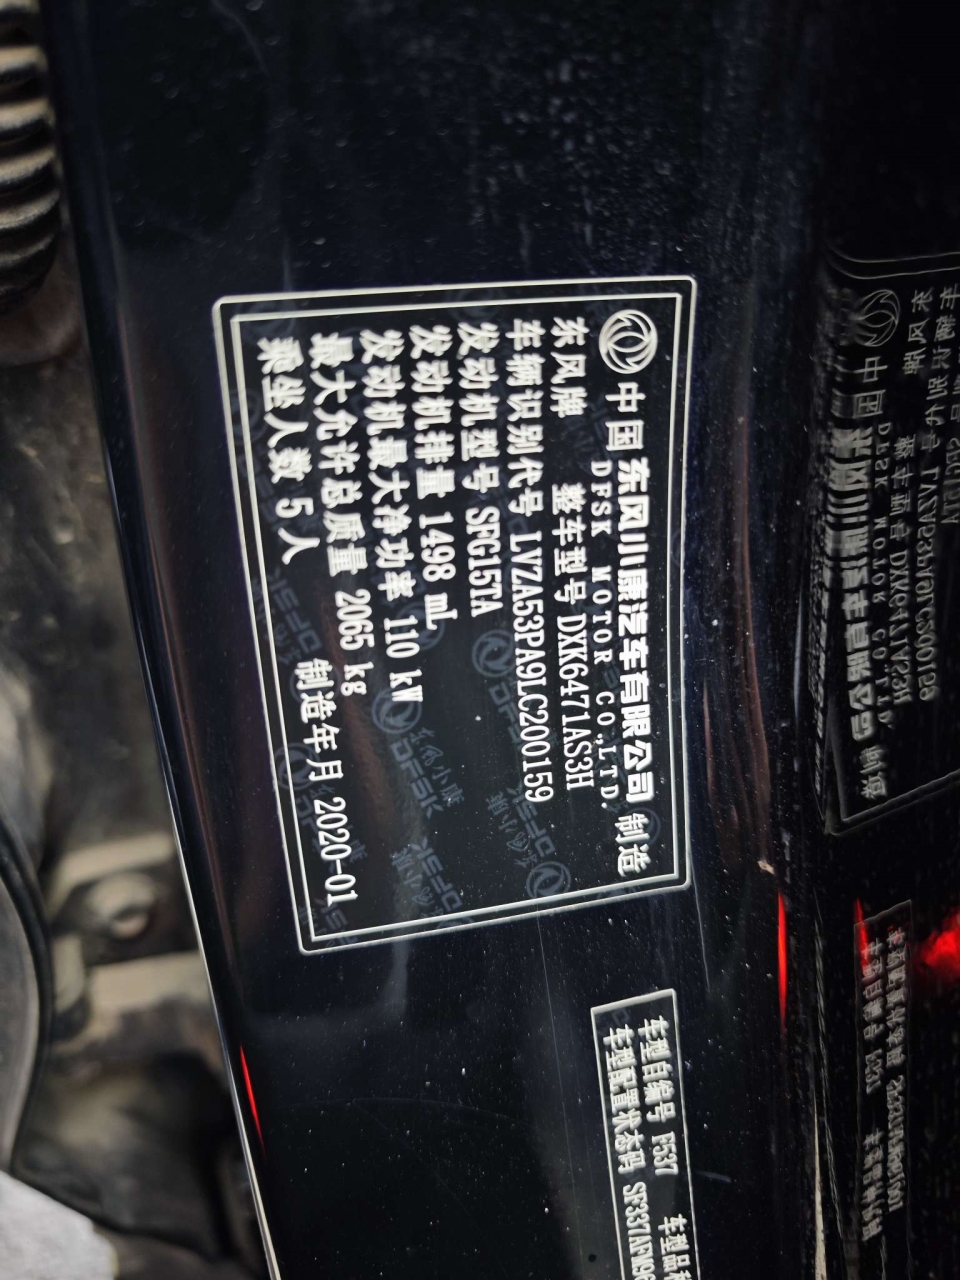 中国 东风小康汽车有限公司 制造
DFSK MOTOR CO.,LTD.
东风牌 整车型号 DXK6471AS3H
车辆识别代号 LVZA53PA9LC200159
发动机型号 SFG15TA
发动机排量 1498 mL
发动机最大净功率 110 kW
最大允许总质量 2065 kg
乘坐人数 5 人 制造年月 2020-01
车型自编号 F537 车型品
车型配置状态码